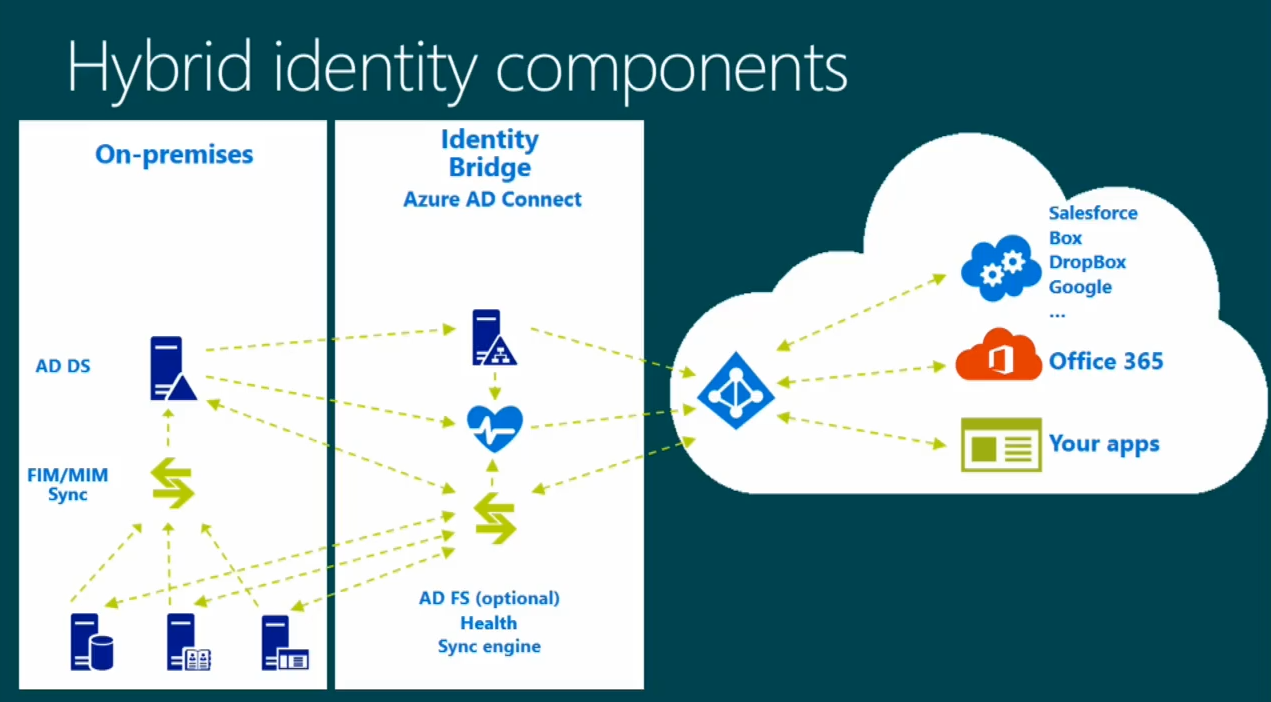 Hybrid identity components
On-premises
AD DS
FIM/MIM
Sync
Identity
Bridge
Azure AD Connect
AD FS (optional)
Health
Sync engine
Salesforce
Box
DropBox
Google
...
Office 365
Your apps